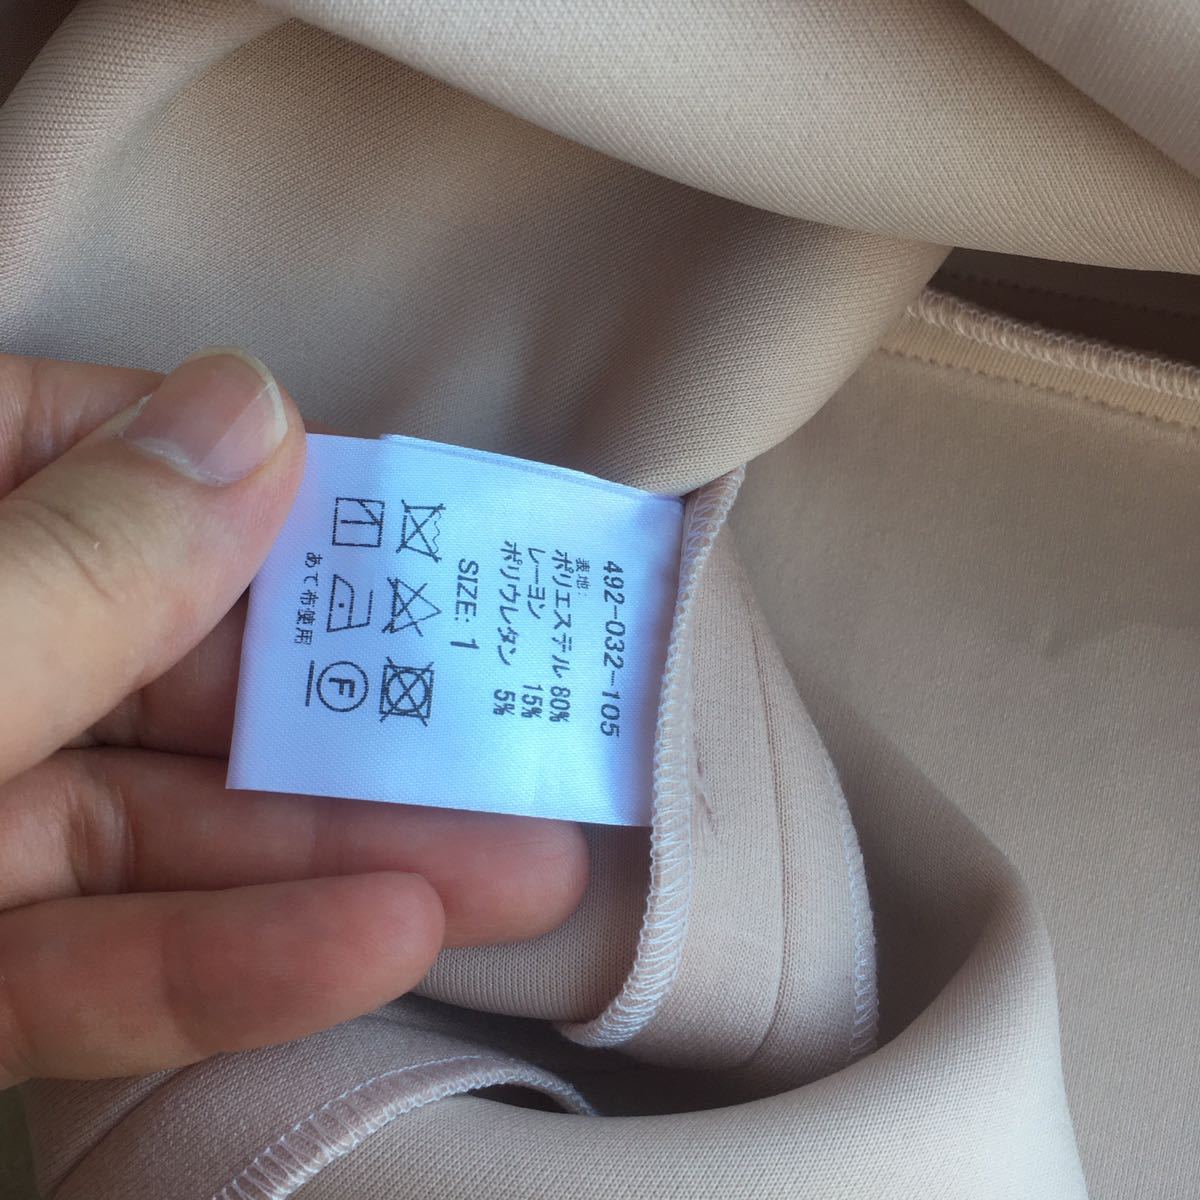 492-032-105
表地:
ポリエステル 80%
レーヨン 15%
ポリウレタン 5%
SIZE: 1
F
あて布使用